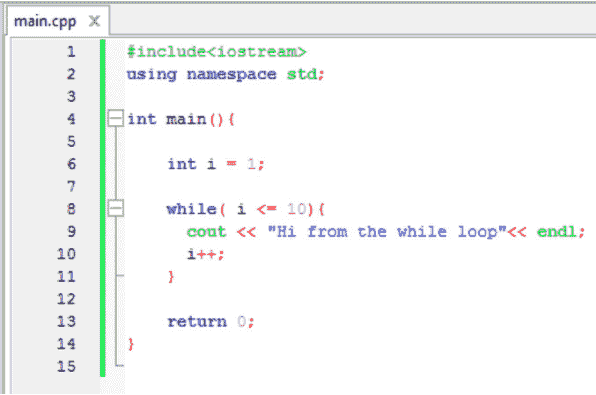 main.cpp
1 #include<iostream>
2 using namespace std;
3
4 int main(){
5
6 int i = 1;
7
8 while( i <= 10){
9 cout << "Hi from the while loop"<< endl;
10 i++;
11 }
12
13 return 0;
14 }
15